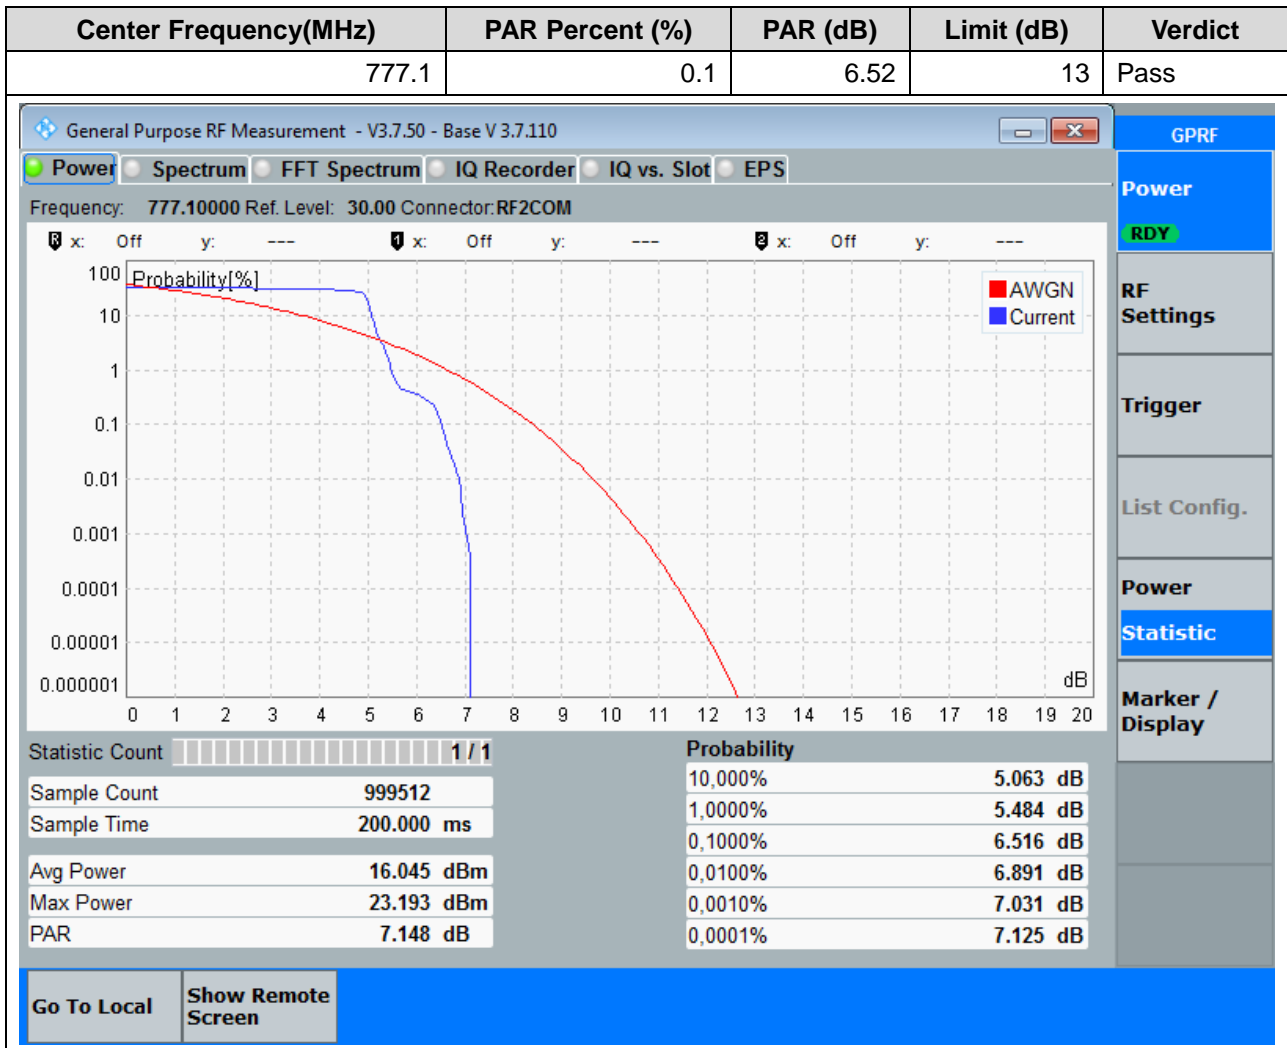 Center Frequency(MHz) PAR Percent (%) PAR (dB) Limit (dB) Verdict
777.1 0.1 6.52 13 Pass
General Purpose RF Measurement - V3.7.50 - Base V 3.7.110
GPRF
Power Spectrum FFT Spectrum IQ Recorder IQ vs. Slot EPS
Power
RDY
Frequency: 777.10000 Ref. Level: 30.00 Connector:RF2COM
R x: Off y: --- 1 x: Off y: --- 2 x: Off y: ---
Probability[%]
AWGN
Current
100
10
1
0.1
0.01
0.001
0.0001
0.00001
0.000001
dB
0 1 2 3 4 5 6 7 8 9 10 11 12 13 14 15 16 17 18 19 20
RF
Settings
Trigger
List Config.
Power
Statistic
Marker /
Display
Statistic Count 1 / 1
Sample Count 999512
Sample Time 200.000 ms
Avg Power 16.045 dBm
Max Power 23.193 dBm
PAR 7.148 dB
Probability
10,000% 5.063 dB
1,0000% 5.484 dB
0,1000% 6.516 dB
0,0100% 6.891 dB
0,0010% 7.031 dB
0,0001% 7.125 dB
Go To Local
Show Remote
Screen